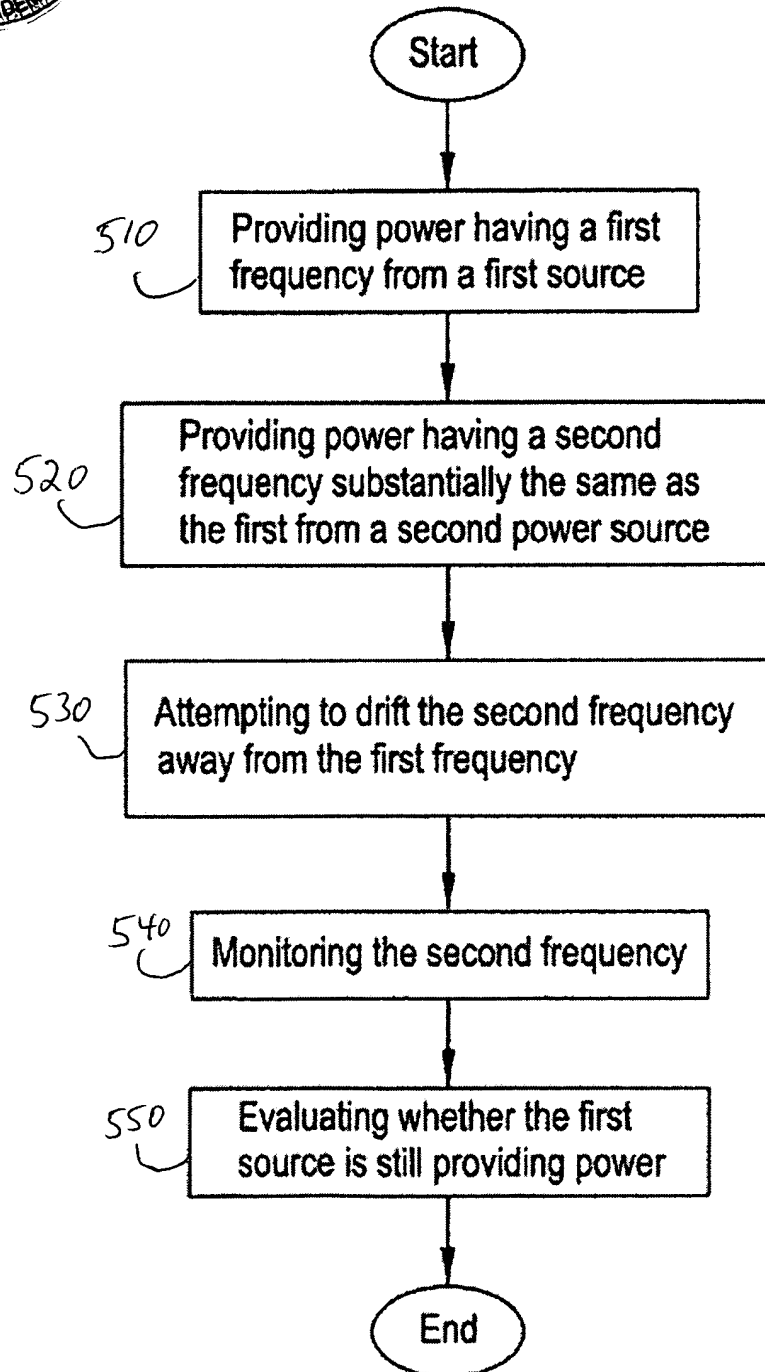 Start
510
Providing power having a first
frequency from a first source
520
Providing power having a second
frequency substantially the same as
the first from a second power source
530
Attempting to drift the second frequency
away from the first frequency
540
Monitoring the second frequency
550
Evaluating whether the first
source is still providing power
End